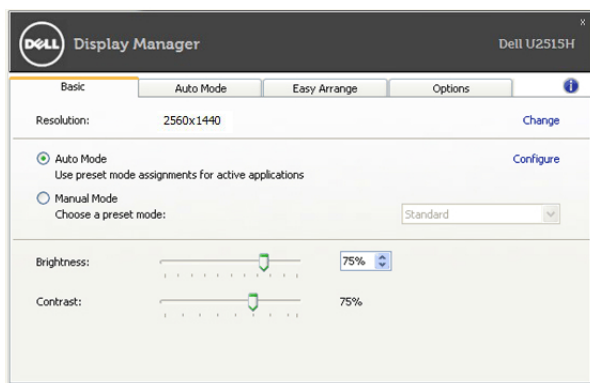 x
DELL Display Manager Dell U2515H
Basic Auto Mode Easy Arrange Options i
Resolution: 2560x1440 Change
Auto Mode Configure
Use preset mode assignments for active applications
Manual Mode
Choose a preset mode: Standard
Brightness: 75%
Contrast: 75%